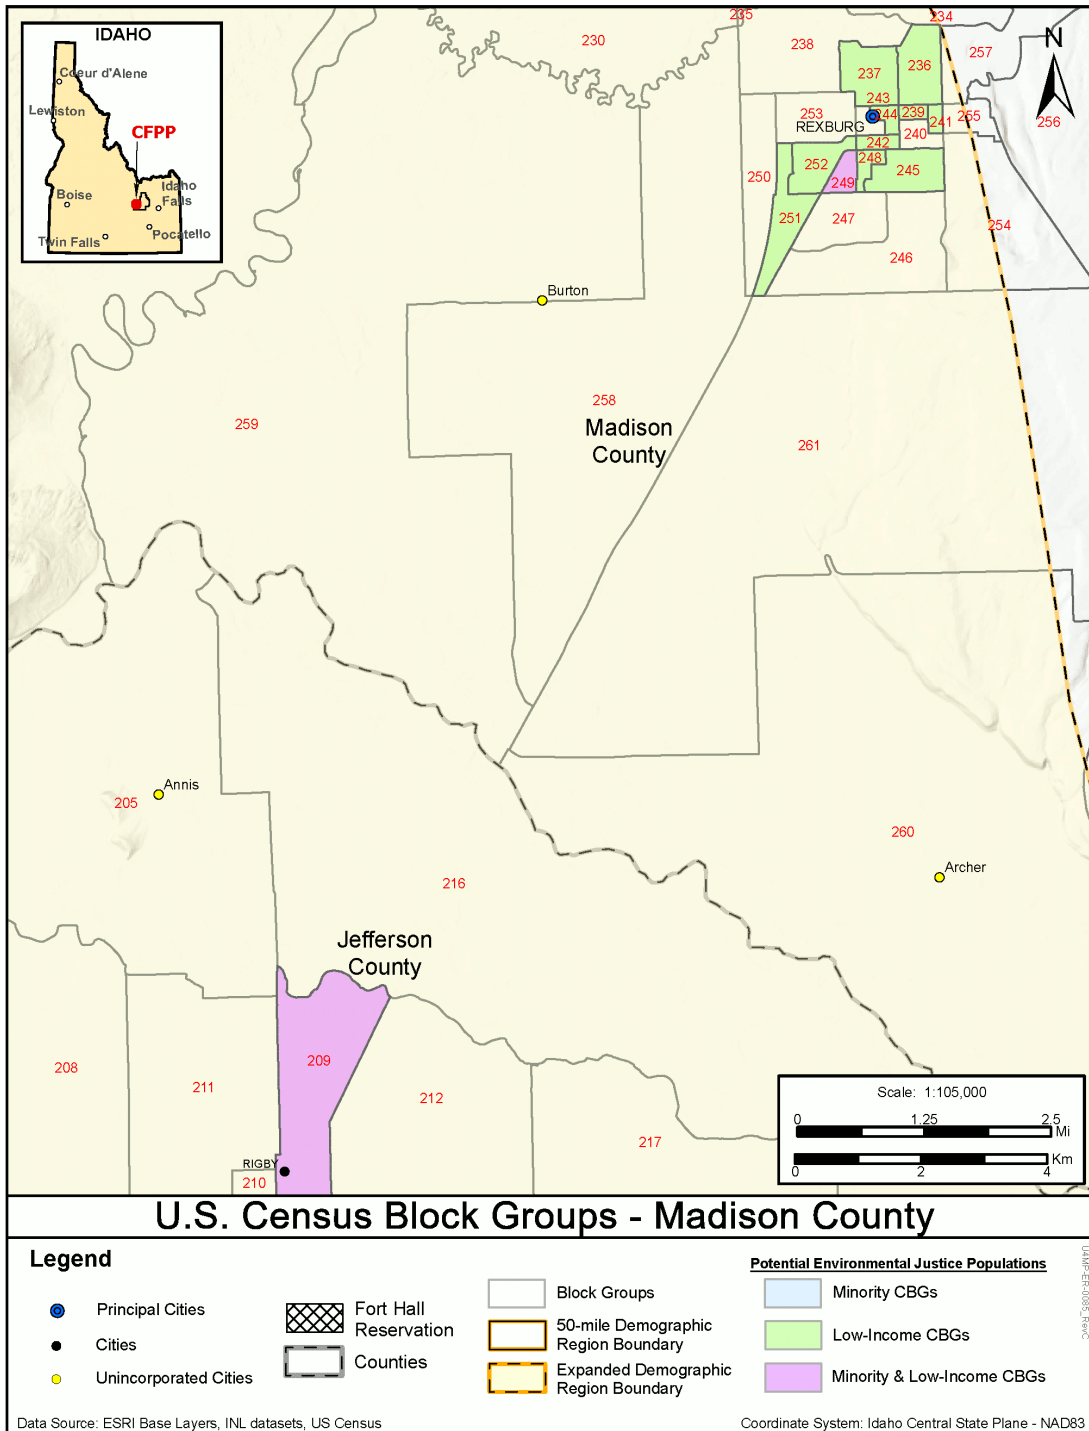 IDAHO
Coeur d'Alene
Lewiston
CFPP
Boise
Idaho
Falls
Twin Falls
Pocatello
235
234
230
238
257
N
237
236
243
253
244
239
241
255
256
REXBURG
240
242
252
248
250
249
245
251
247
254
246
Burton
258
259
Madison
County
261
Annis
205
260
Archer
216
Jefferson
County
209
208
211
212
217
RIGBY
210
Scale: 1:105,000
0 1.25 2.5
Mi
Km
0 2 4
U.S. Census Block Groups - Madison County
Legend
Principal Cities
Cities
Unincorporated Cities
Fort Hall
Reservation
Counties
Block Groups
50-mile Demographic
Region Boundary
Expanded Demographic
Region Boundary
Potential Environmental Justice Populations
Minority CBGs
Low-Income CBGs
Minority & Low-Income CBGs
U4MP-ER-0085_RevC
Data Source: ESRI Base Layers, INL datasets, US Census
Coordinate System: Idaho Central State Plane - NAD83